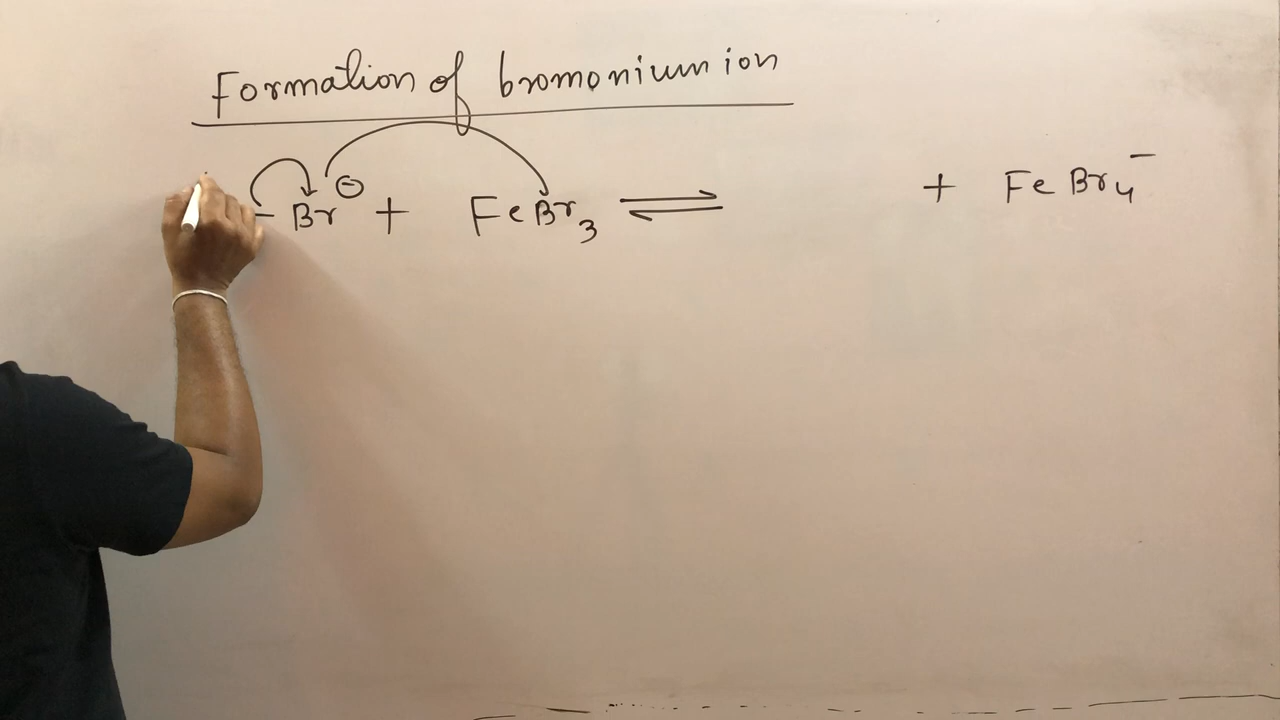 Formation of bromonium ion
- Br⊖ + FeBr₃ ⇌ + FeBr₄⁻